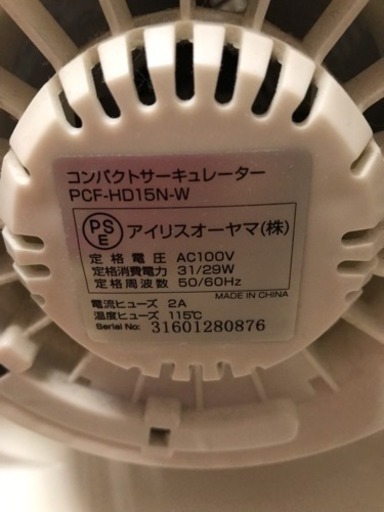 コンパクトサーキュレーター
PCF-HD15N-W
PSE アイリスオーヤマ(株)
定格電圧 AC100V
定格消費電力 31/29W
定格周波数 50/60Hz
MADE IN CHINA
電流ヒューズ 2A
温度ヒューズ 115℃
Serial No: 31601280876